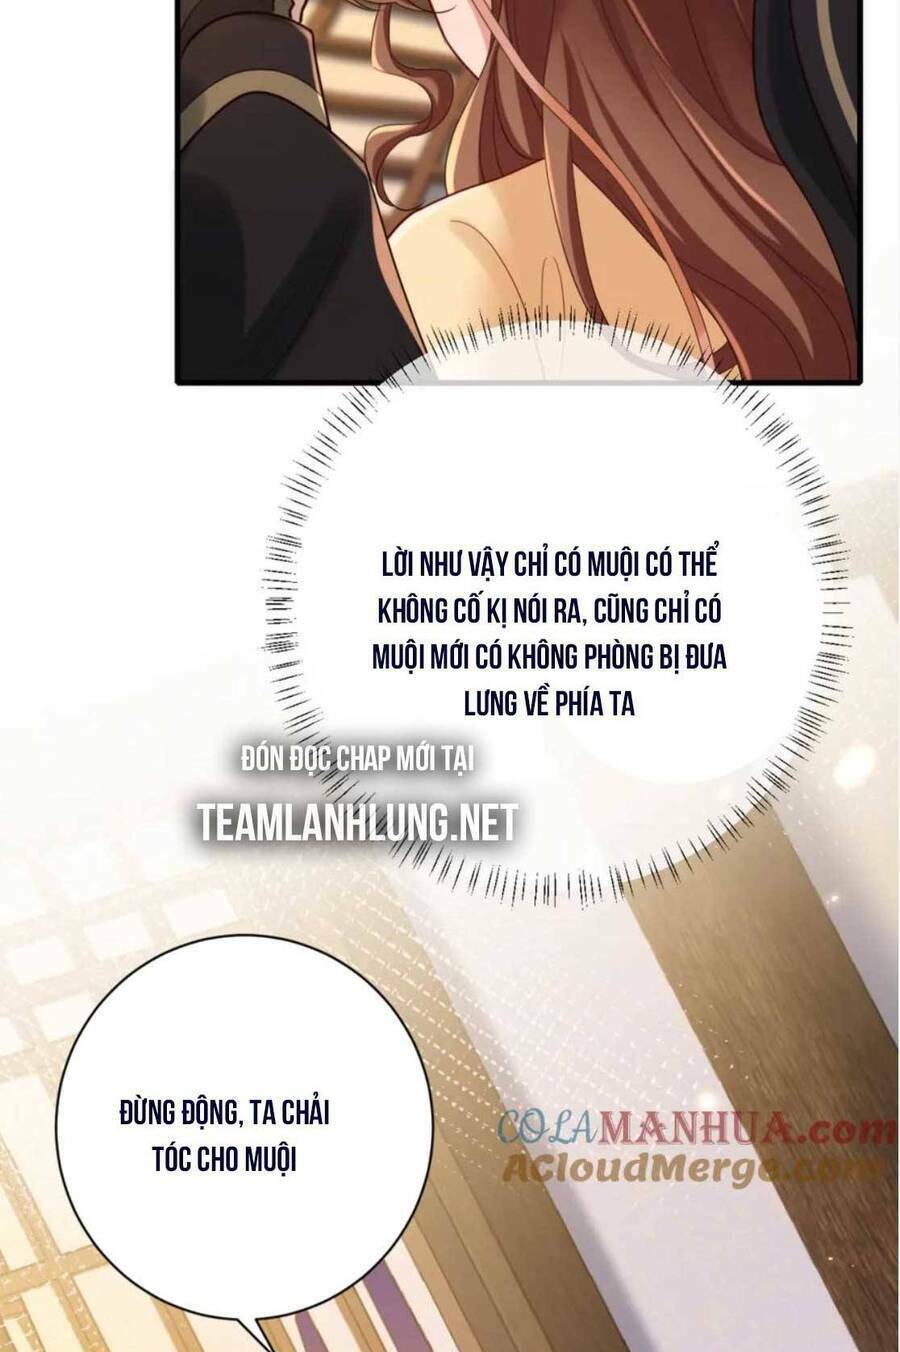 LỜI NHƯ VẬY CHỈ CÓ MUỘI CÓ THỂ
KHÔNG CỐ KỊ NÓI RA, CŨNG CHỈ CÓ
MUỘI MỚI CÓ KHÔNG PHÒNG BỊ ĐƯA
LƯNG VỀ PHÍA TA
ĐÓN ĐỌC CHAP MỚI TẠI
TEAMLANHLUNG.NET
ĐỪNG ĐỘNG, TA CHẢI
TÓC CHO MUỘI
COLAMANHUA.com
ACloudMerge.com